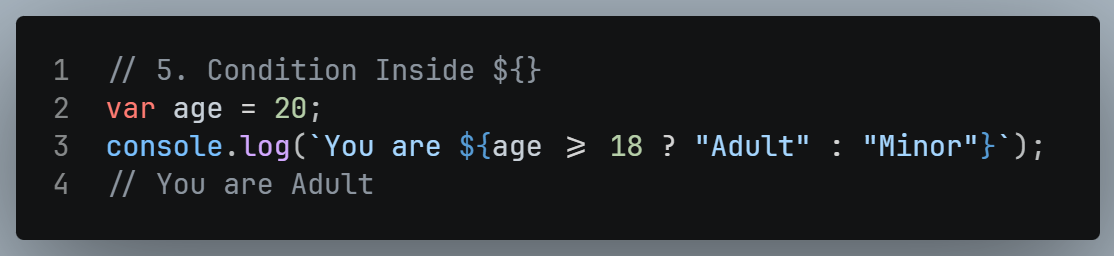 1 // 5. Condition Inside ${}
2 var age = 20;
3 console.log(`You are ${age >= 18 ? "Adult" : "Minor"}`);
4 // You are Adult